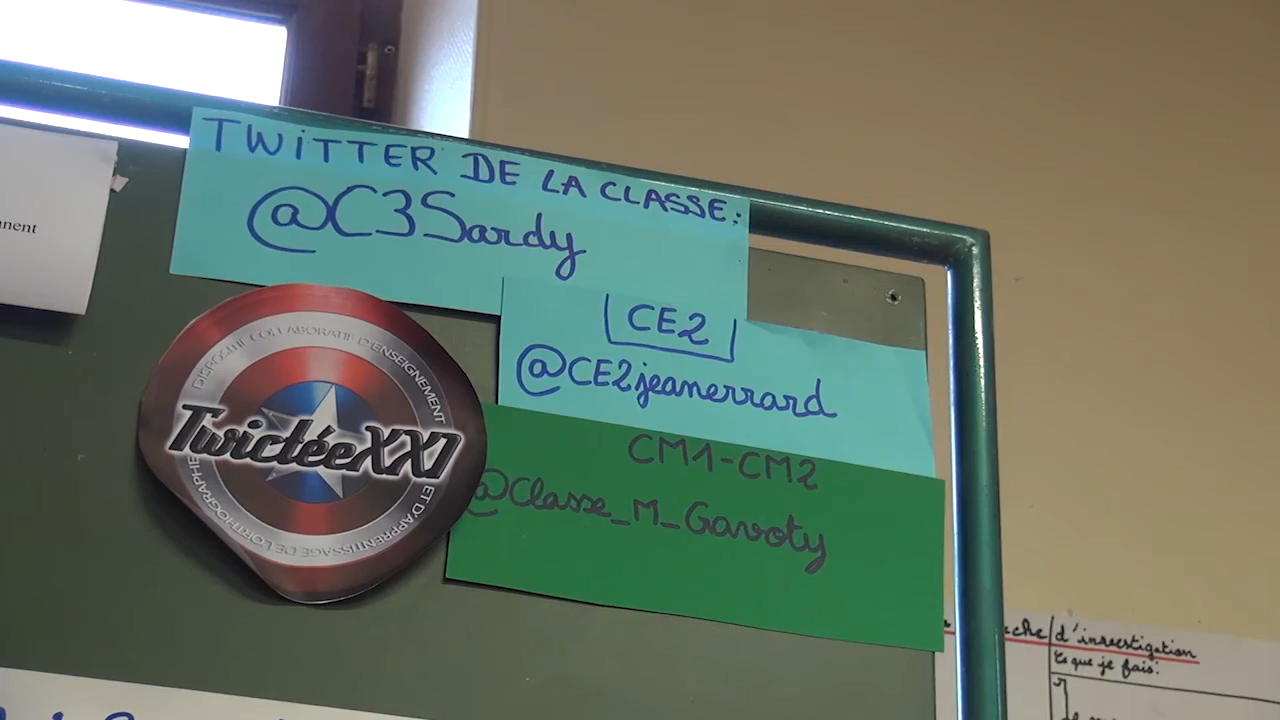 TWITTER DE LA CLASSE:
@C3Sardy
CE2
@CE2jeanerrard
CM1-CM2
@Classe_M_Gavoty
DISPOSITIF COLLABORATIF D'ENSEIGNEMENT
TwictéeXXI
ET D'APPRENTISSAGE DE L'ORTHOGRAPHE
d'investigation
Ce que je fais: